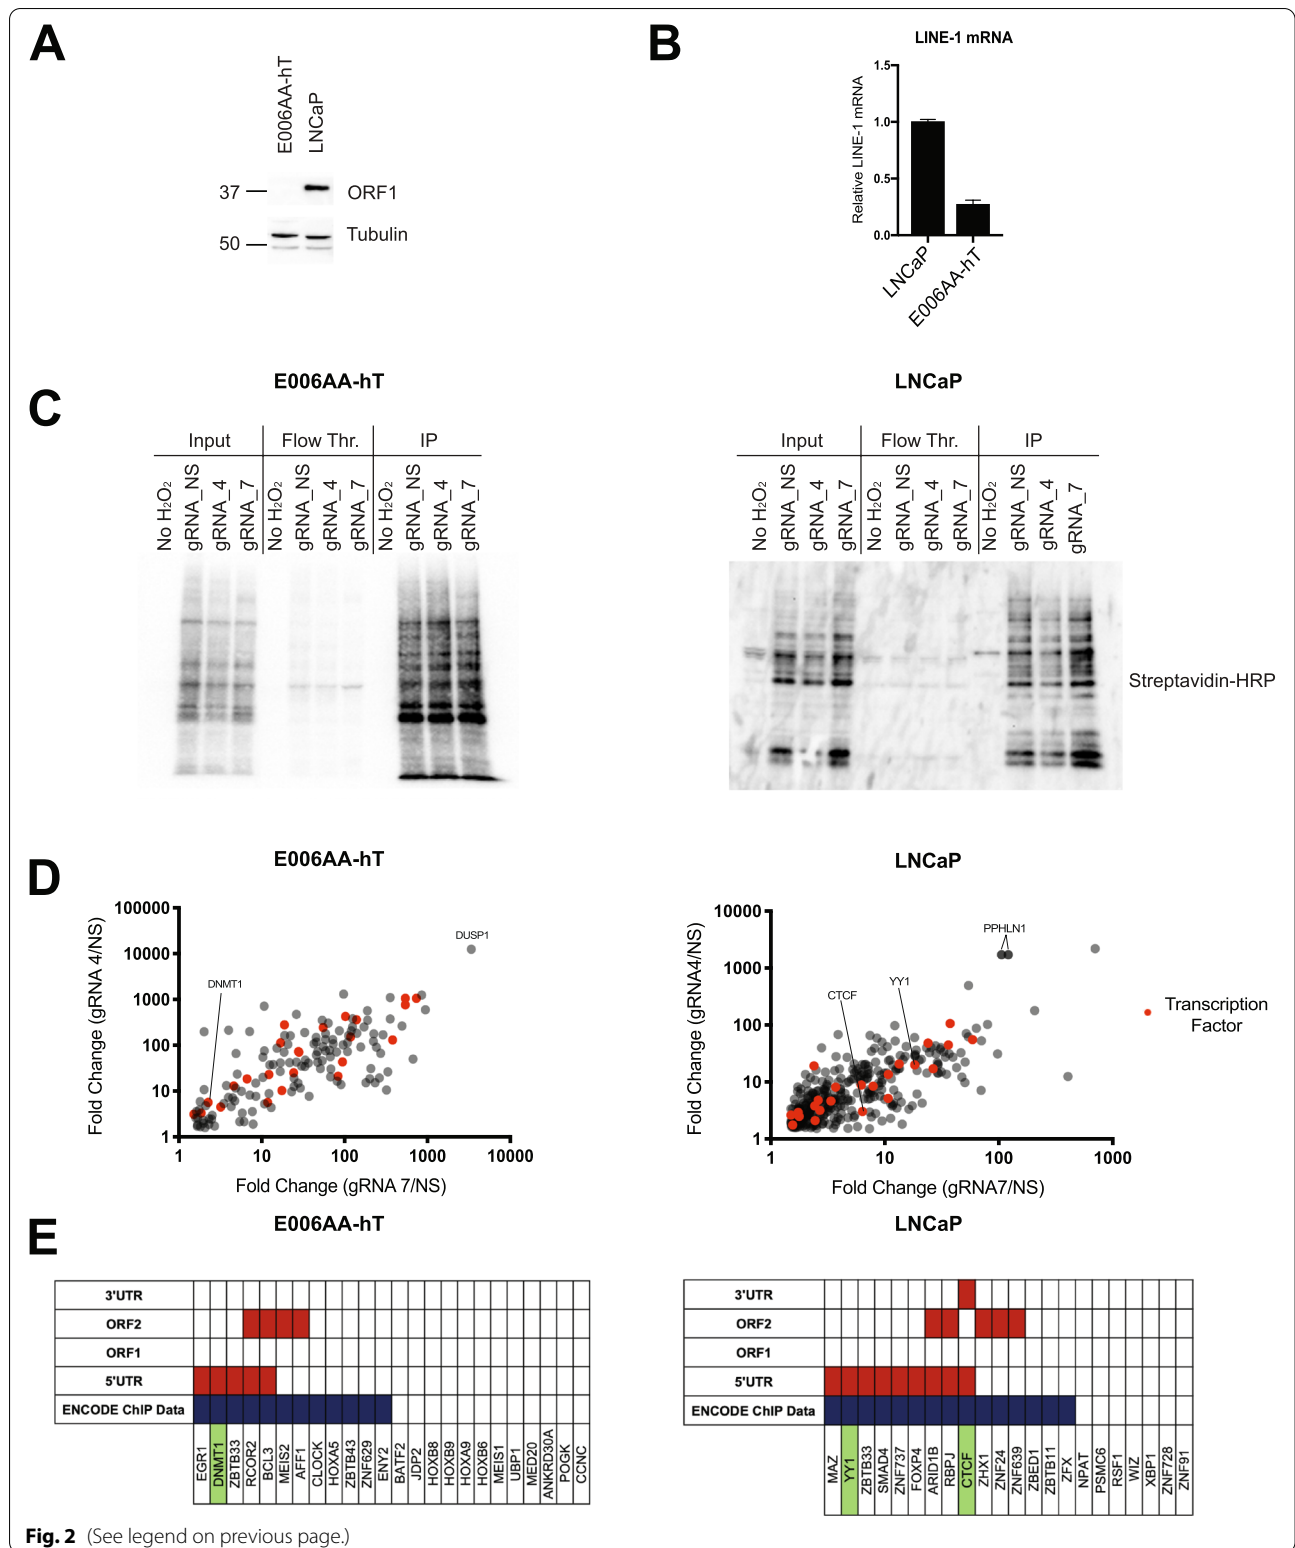 A
E006AA-hT
LNCaP
37
ORF1
50
Tubulin
B
LINE-1 mRNA
Relative LINE-1 mRNA
1.5
1.0
0.5
0.0
LNCaP
E006AA-hT
C
E006AA-hT
Input
Flow Thr.
IP
No H₂O₂
gRNA_NS
gRNA_4
gRNA_7
No H₂O₂
gRNA_NS
gRNA_4
gRNA_7
No H₂O₂
gRNA_NS
gRNA_4
gRNA_7
LNCaP
Input
Flow Thr.
IP
No H₂O₂
gRNA_NS
gRNA_4
gRNA_7
No H₂O₂
gRNA_NS
gRNA_4
gRNA_7
No H₂O₂
gRNA_NS
gRNA_4
gRNA_7
Streptavidin-HRP
D
E006AA-hT
Fold Change (gRNA 4/NS)
100000
10000
1000
100
10
1
DUSP1
DNMT1
1
10
100
1000
10000
Fold Change (gRNA 7/NS)
LNCaP
Fold Change (gRNA4/NS)
10000
1000
100
10
1
PPHLN1
YY1
CTCF
Transcription
Factor
1
10
100
1000
Fold Change (gRNA7/NS)
E
E006AA-hT
3'UTR
ORF2
ORF1
5'UTR
ENCODE ChIP Data
EGR1
DNMT1
ZBTB33
RCOR2
BCL3
MEIS2
AFF1
CLOCK
HOXA5
ZBTB43
ZNF629
ENY2
BATF2
JDP2
HOXB8
HOXB9
HOXA9
HOXB6
MEIS1
UBP1
MED20
ANKRD30A
POGK
CCNC
LNCaP
3'UTR
ORF2
ORF1
5'UTR
ENCODE ChIP Data
MAZ
YY1
ZBTB33
SMAD4
ZNF737
FOXP4
ARID1B
RBPJ
CTCF
ZHX1
ZNF24
ZNF639
ZBED1
ZBTB11
ZFX
NPAT
PSMC6
RSF1
WIZ
XBP1
ZNF728
ZNF91
Fig. 2 (See legend on previous page.)